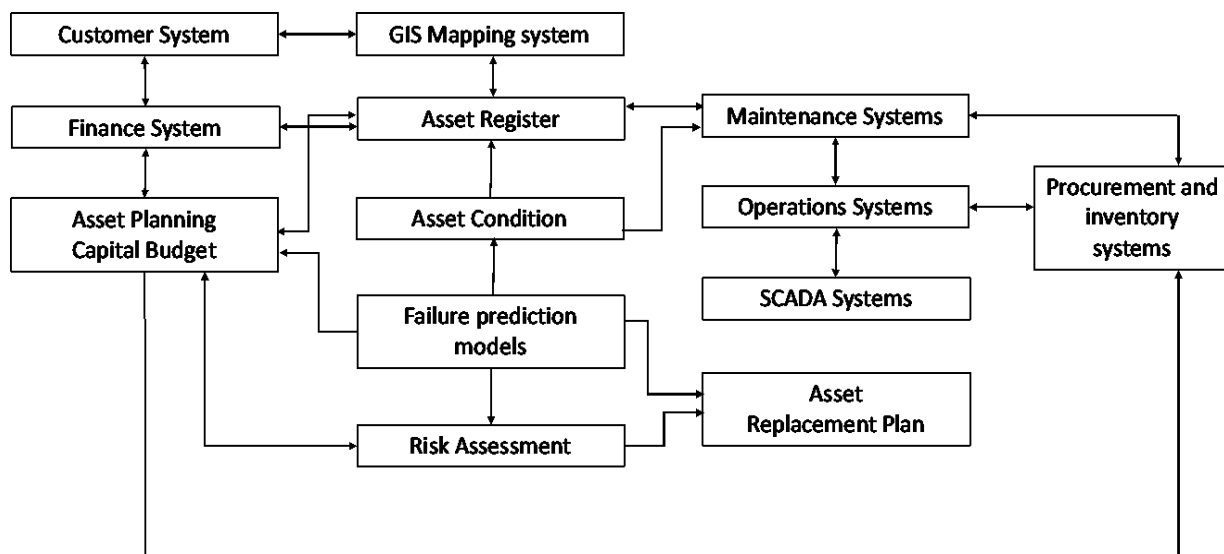 Customer System
GIS Mapping system
Finance System
Asset Register
Maintenance Systems
Asset Planning
Capital Budget
Asset Condition
Operations Systems
Procurement and
inventory
systems
Failure prediction
models
SCADA Systems
Risk Assessment
Asset
Replacement Plan